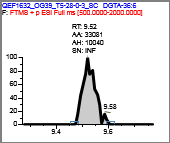 QEF1632_OG39_T5-28-0-3_SC DGTA-36:6
F: FTMS + p ESI Full ms [500.0000-2000.0000]
RT: 9.52
AA: 33081
AH: 10040
SN: INF
100
80
60
40
20
0
9.58
9.4
9.6